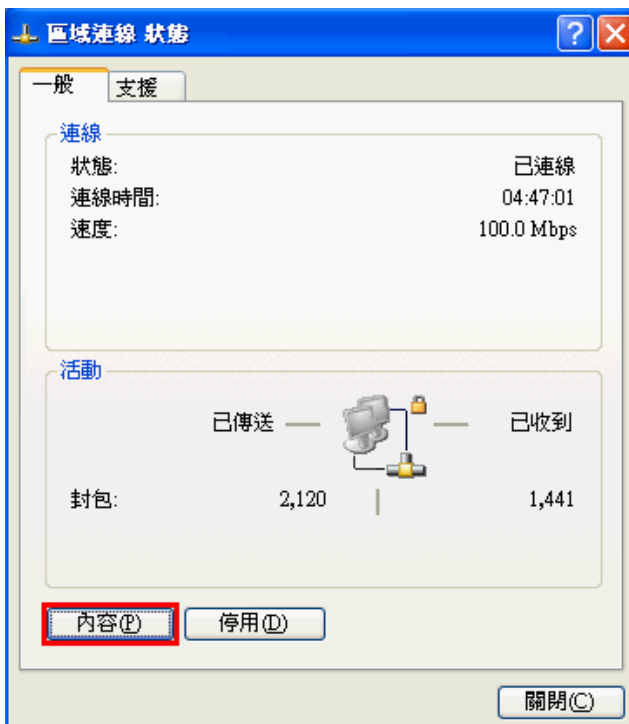 區域連線 狀態
一般
支援
連線
狀態: 已連線
連線時間: 04:47:01
速度: 100.0 Mbps
活動
已傳送 已收到
封包: 2,120 1,441
內容(P) 停用(D)
關閉(C)